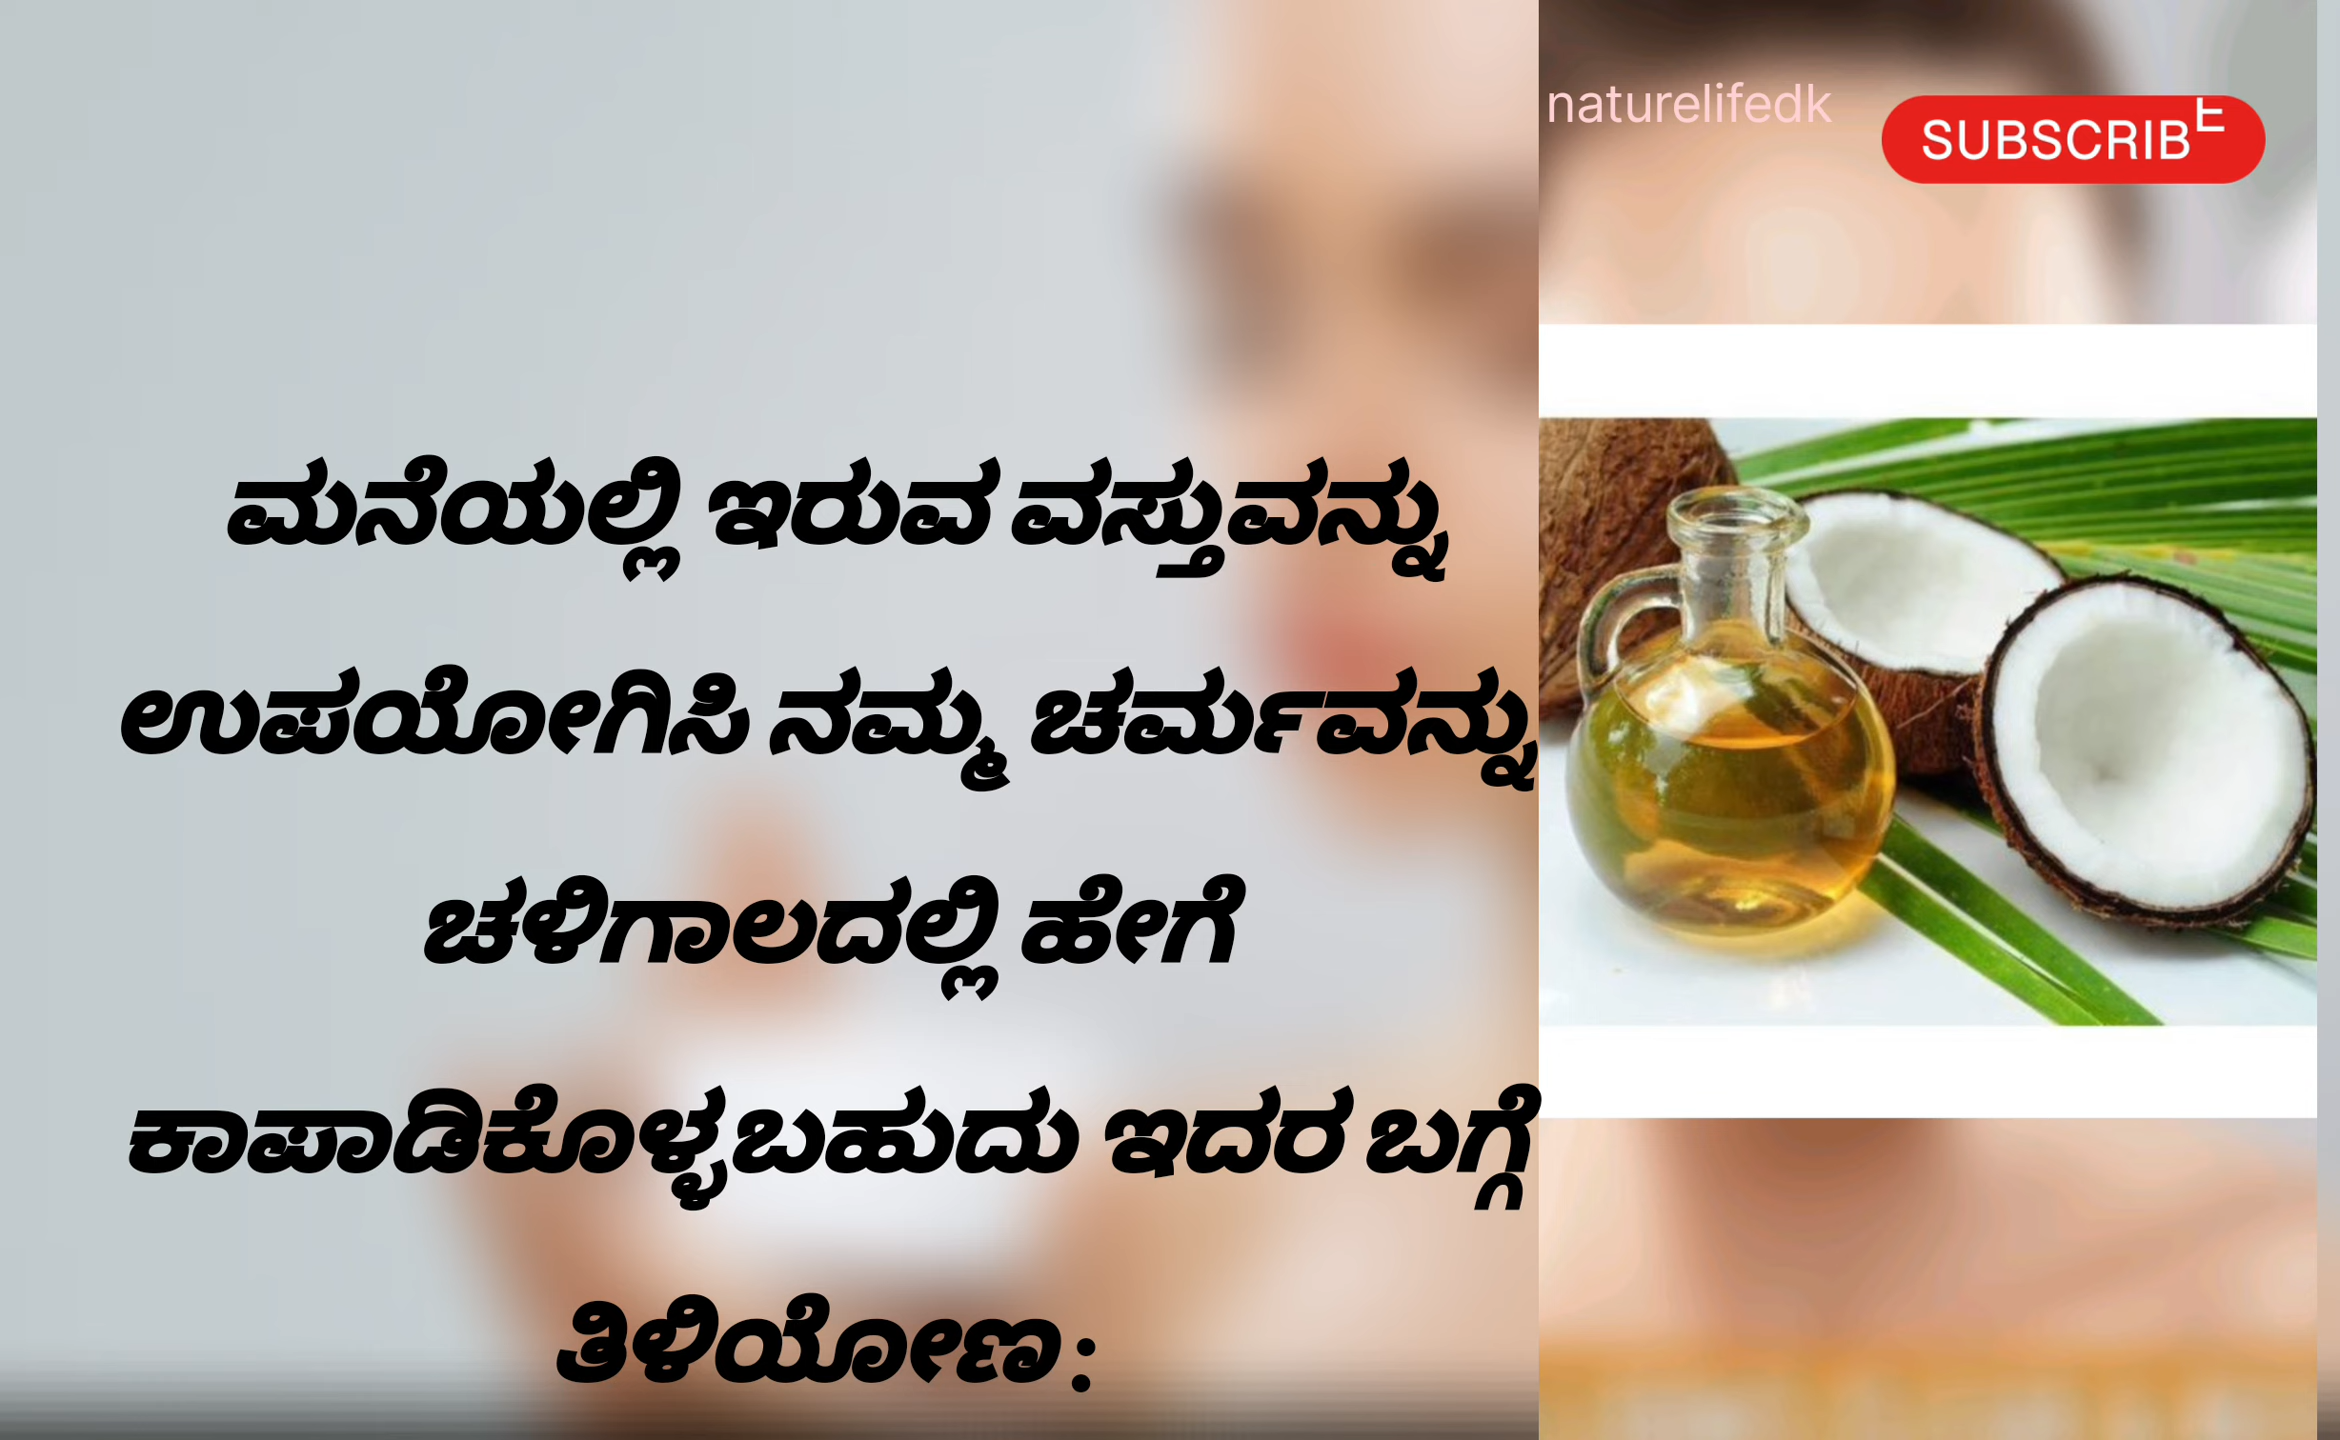 ಮನೆಯಲ್ಲಿ ಇರುವ ವಸ್ತುವನ್ನು
ಉಪಯೋಗಿಸಿ ನಮ್ಮ ಚರ್ಮವನ್ನು
ಚಳಿಗಾಲದಲ್ಲಿ ಹೇಗೆ
ಕಾಪಾಡಿಕೊಳ್ಳಬಹುದು ಇದರ ಬಗ್ಗೆ
ತಿಳಿಯೋಣ:
naturelifedk
SUBSCRIBE